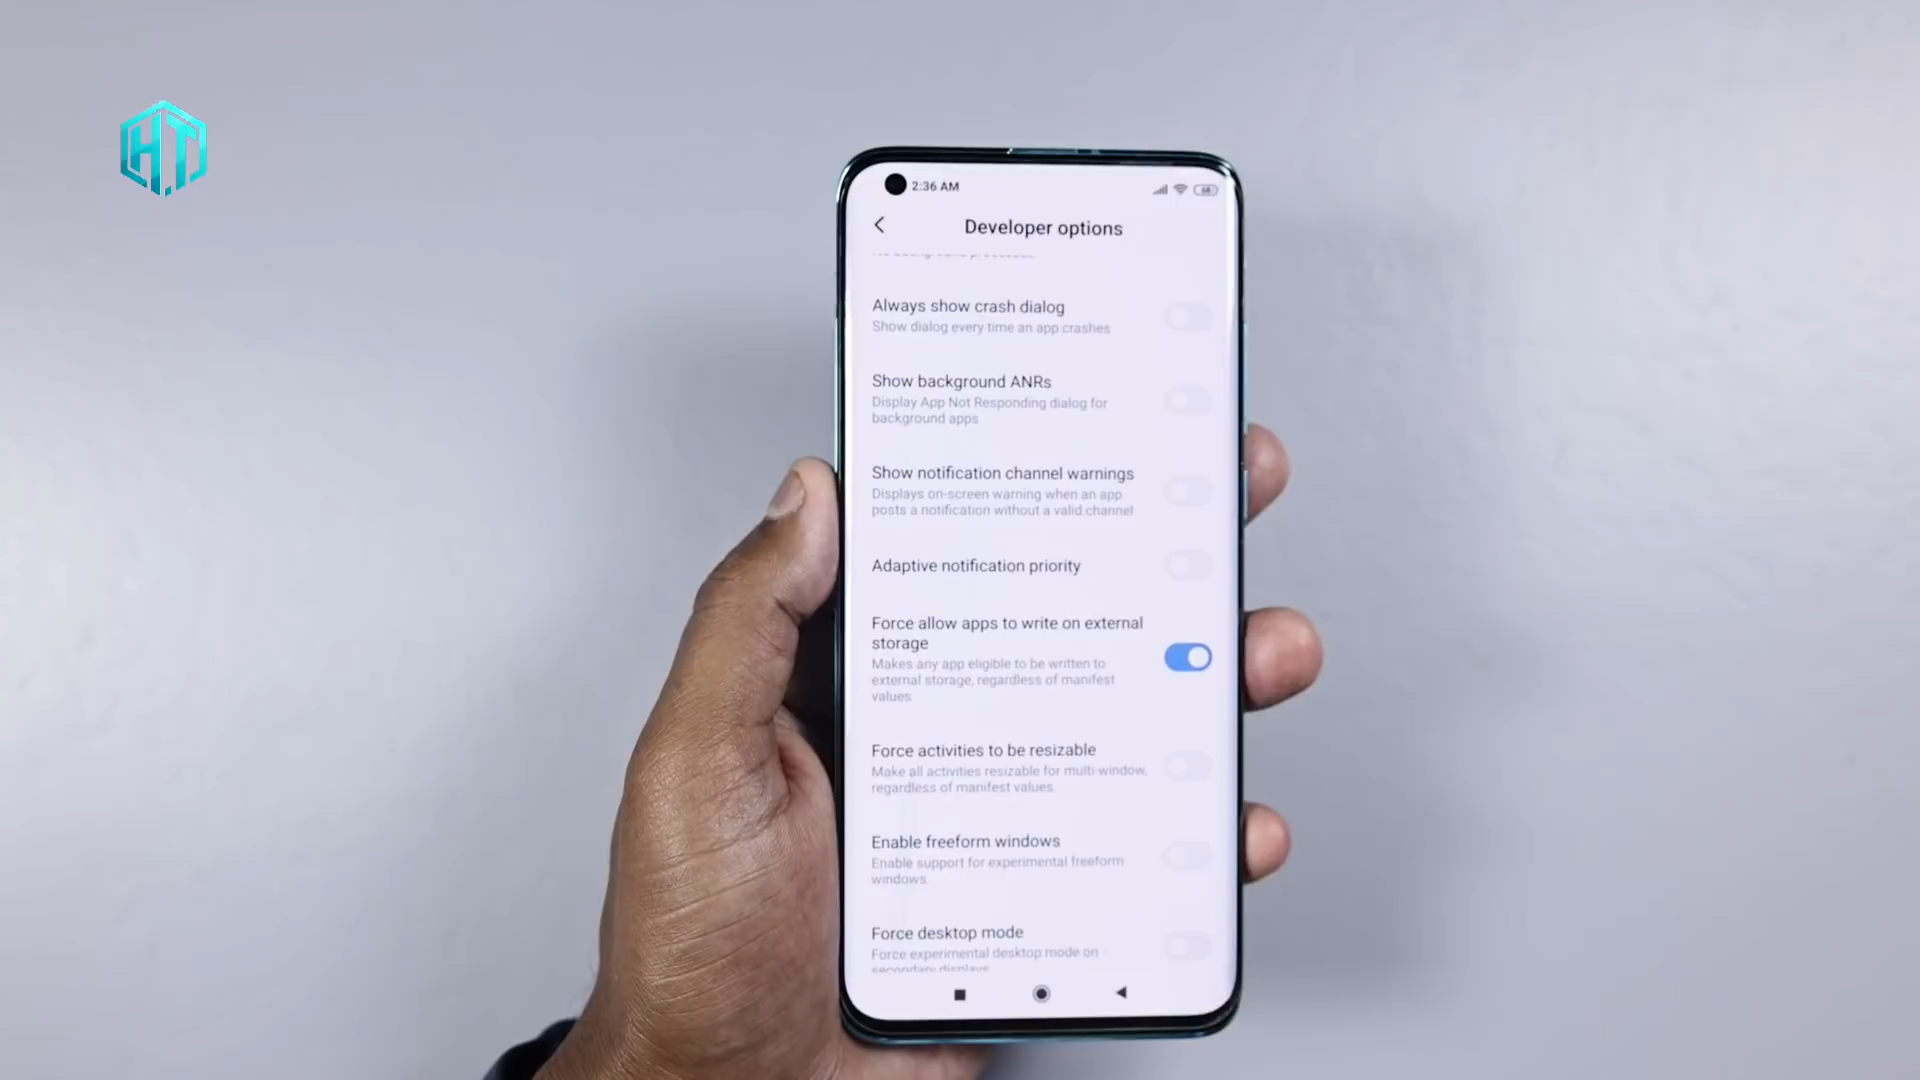 H.T
2:36 AM
68
Developer options
Always show crash dialog
Show dialog every time an app crashes
Show background ANRs
Display App Not Responding dialog for
background apps
Show notification channel warnings
Displays on-screen warning when an app
posts a notification without a valid channel
Adaptive notification priority
Force allow apps to write on external
storage
Makes any app eligible to be written to
external storage, regardless of manifest
values
Force activities to be resizable
Make all activities resizable for multi-window,
regardless of manifest values.
Enable freeform windows
Enable support for experimental freeform
windows.
Force desktop mode
Force experimental desktop mode on
secondary displays